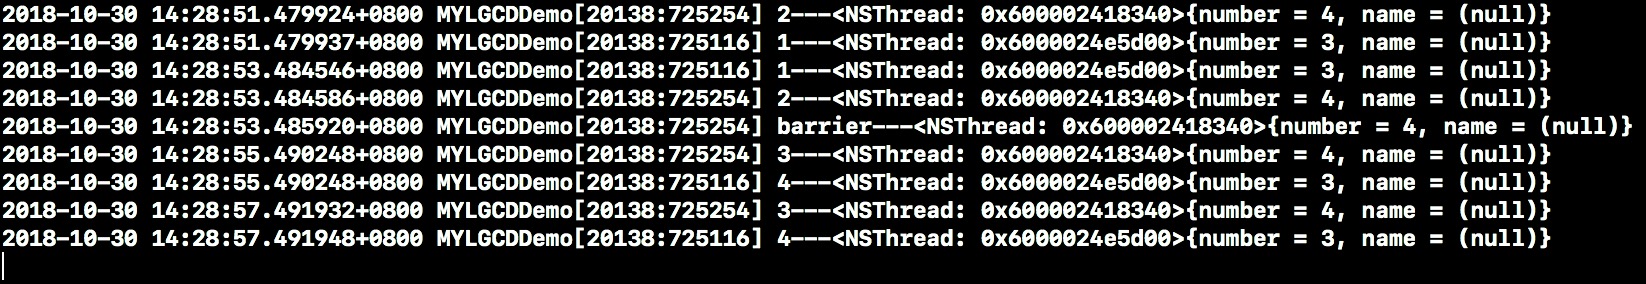 2018-10-30 14:28:51.479924+0800 MYLGCDDemo[20138:725254] 2---<NSThread: 0x600002418340>{number = 4, name = (null)}
2018-10-30 14:28:51.479937+0800 MYLGCDDemo[20138:725116] 1---<NSThread: 0x6000024e5d00>{number = 3, name = (null)}
2018-10-30 14:28:53.484546+0800 MYLGCDDemo[20138:725116] 1---<NSThread: 0x6000024e5d00>{number = 3, name = (null)}
2018-10-30 14:28:53.484586+0800 MYLGCDDemo[20138:725254] 2---<NSThread: 0x600002418340>{number = 4, name = (null)}
2018-10-30 14:28:53.485920+0800 MYLGCDDemo[20138:725254] barrier---<NSThread: 0x600002418340>{number = 4, name = (null)}
2018-10-30 14:28:55.490248+0800 MYLGCDDemo[20138:725254] 3---<NSThread: 0x600002418340>{number = 4, name = (null)}
2018-10-30 14:28:55.490248+0800 MYLGCDDemo[20138:725116] 4---<NSThread: 0x6000024e5d00>{number = 3, name = (null)}
2018-10-30 14:28:57.491932+0800 MYLGCDDemo[20138:725254] 3---<NSThread: 0x600002418340>{number = 4, name = (null)}
2018-10-30 14:28:57.491948+0800 MYLGCDDemo[20138:725116] 4---<NSThread: 0x6000024e5d00>{number = 3, name = (null)}